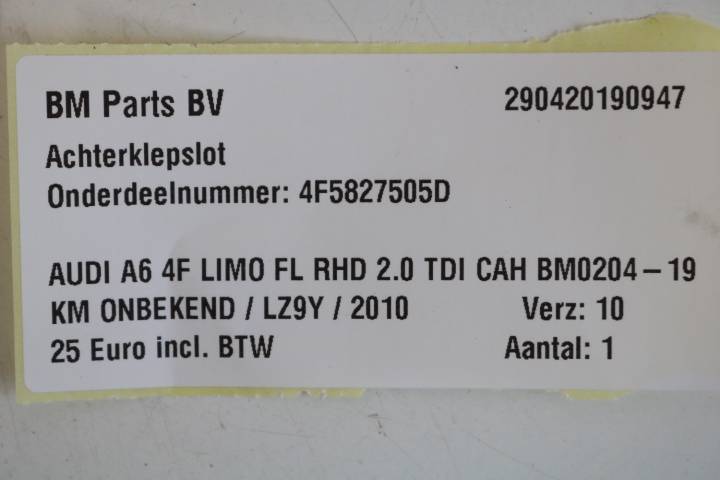 BM Parts BV 290420190947
Achterklepslot
Onderdeelnummer: 4F5827505D
AUDI A6 4F LIMO FL RHD 2.0 TDI CAH BM0204-19
KM ONBEKEND / LZ9Y / 2010 Verz: 10
25 Euro incl. BTW Aantal: 1